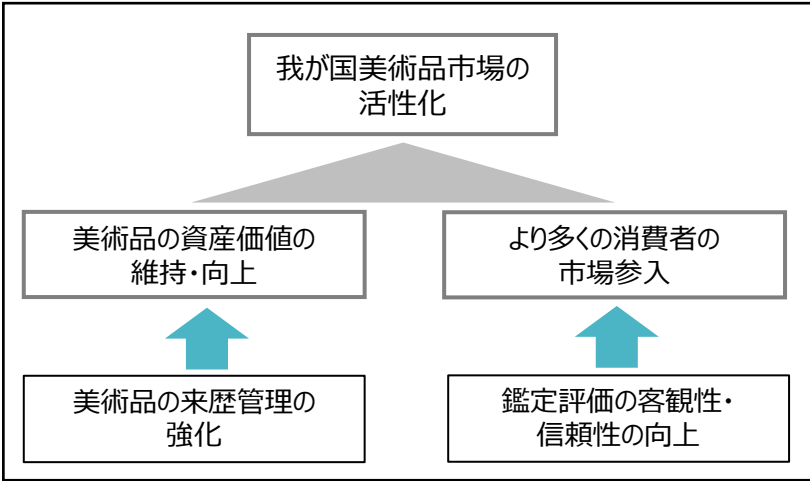 我が国美術品市場の
活性化
美術品の資産価値の
維持・向上
より多くの消費者の
市場参入
美術品の来歴管理の
強化
鑑定評価の客観性・
信頼性の向上